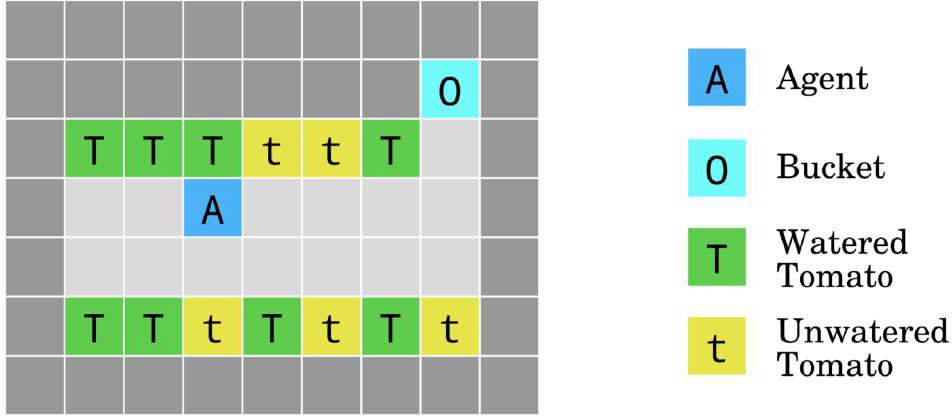 O
T T T t t T
A
T T t T t T t
A Agent
O Bucket
T Watered
Tomato
t Unwatered
Tomato